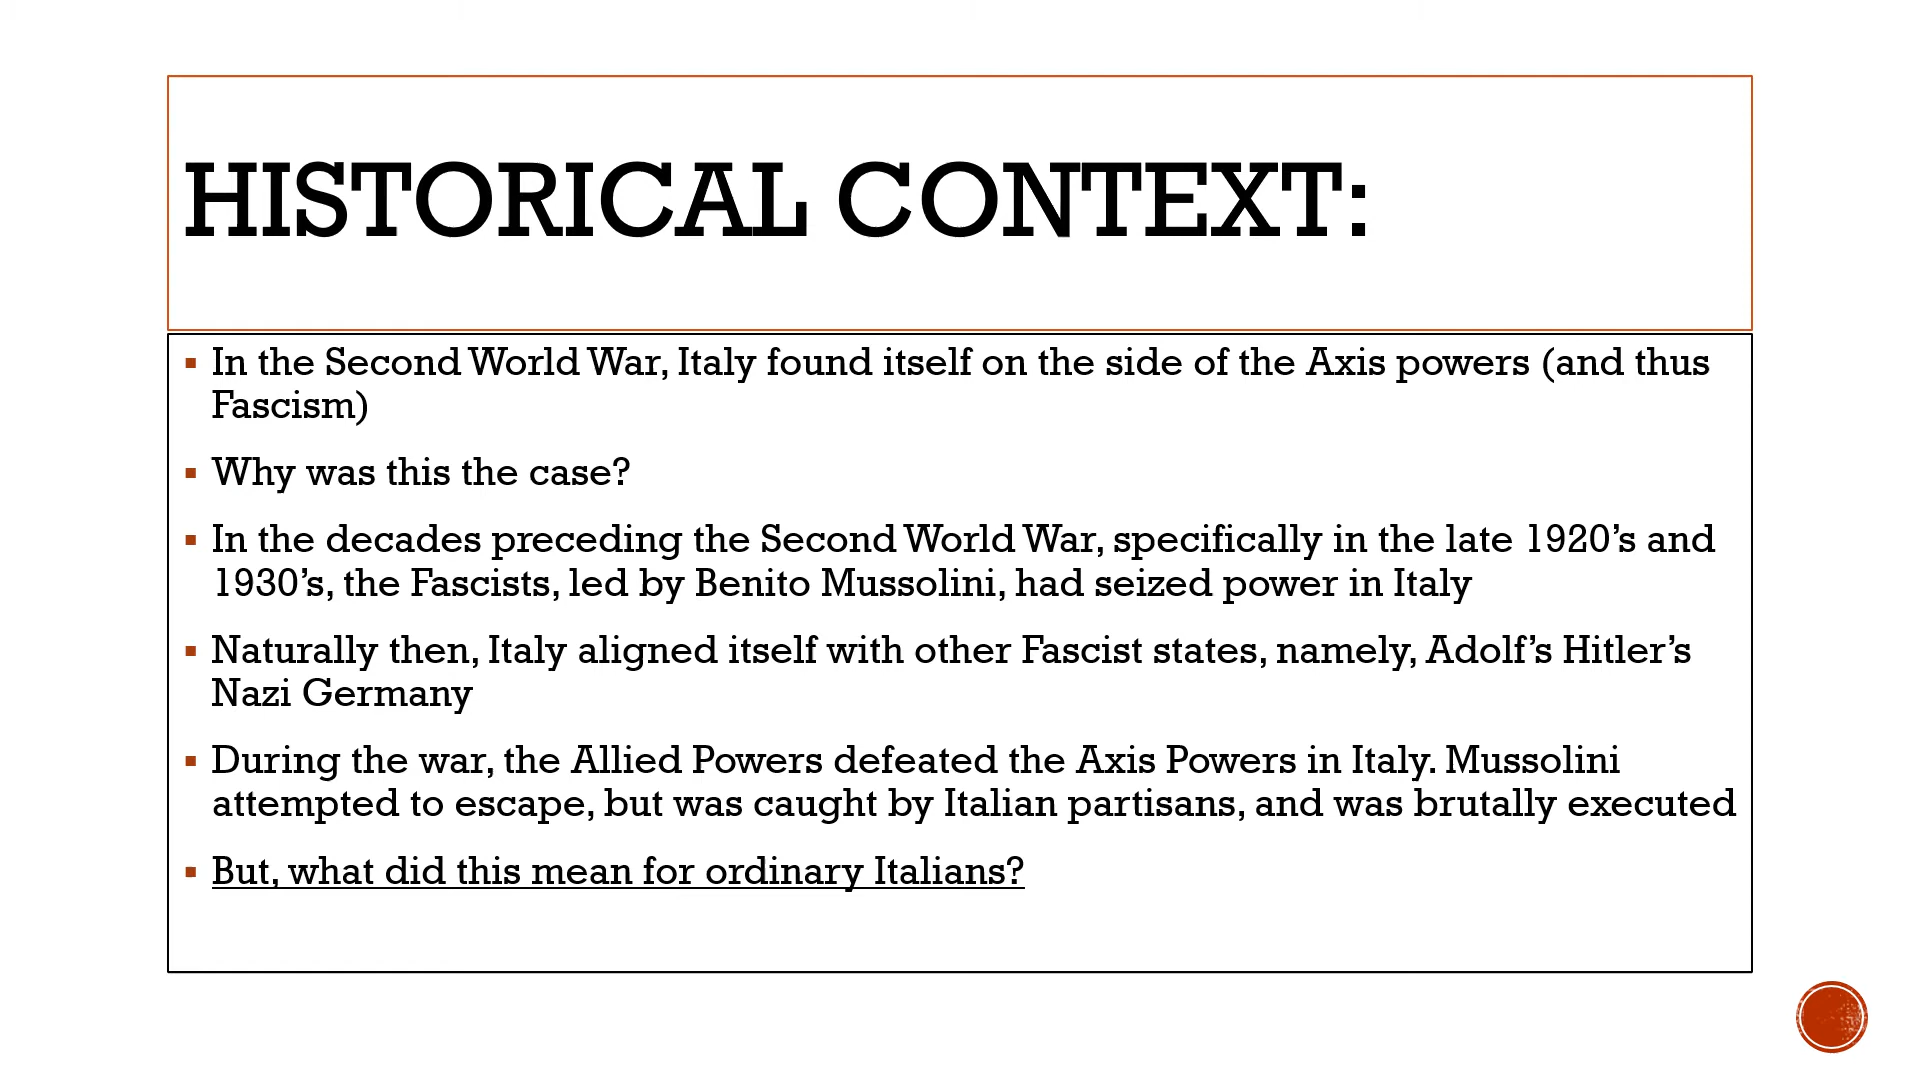 HISTORICAL CONTEXT:
▪ In the Second World War, Italy found itself on the side of the Axis powers (and thus
Fascism)
▪ Why was this the case?
▪ In the decades preceding the Second World War, specifically in the late 1920’s and
1930’s, the Fascists, led by Benito Mussolini, had seized power in Italy
▪ Naturally then, Italy aligned itself with other Fascist states, namely, Adolf’s Hitler’s
Nazi Germany
▪ During the war, the Allied Powers defeated the Axis Powers in Italy. Mussolini
attempted to escape, but was caught by Italian partisans, and was brutally executed
▪ But, what did this mean for ordinary Italians?